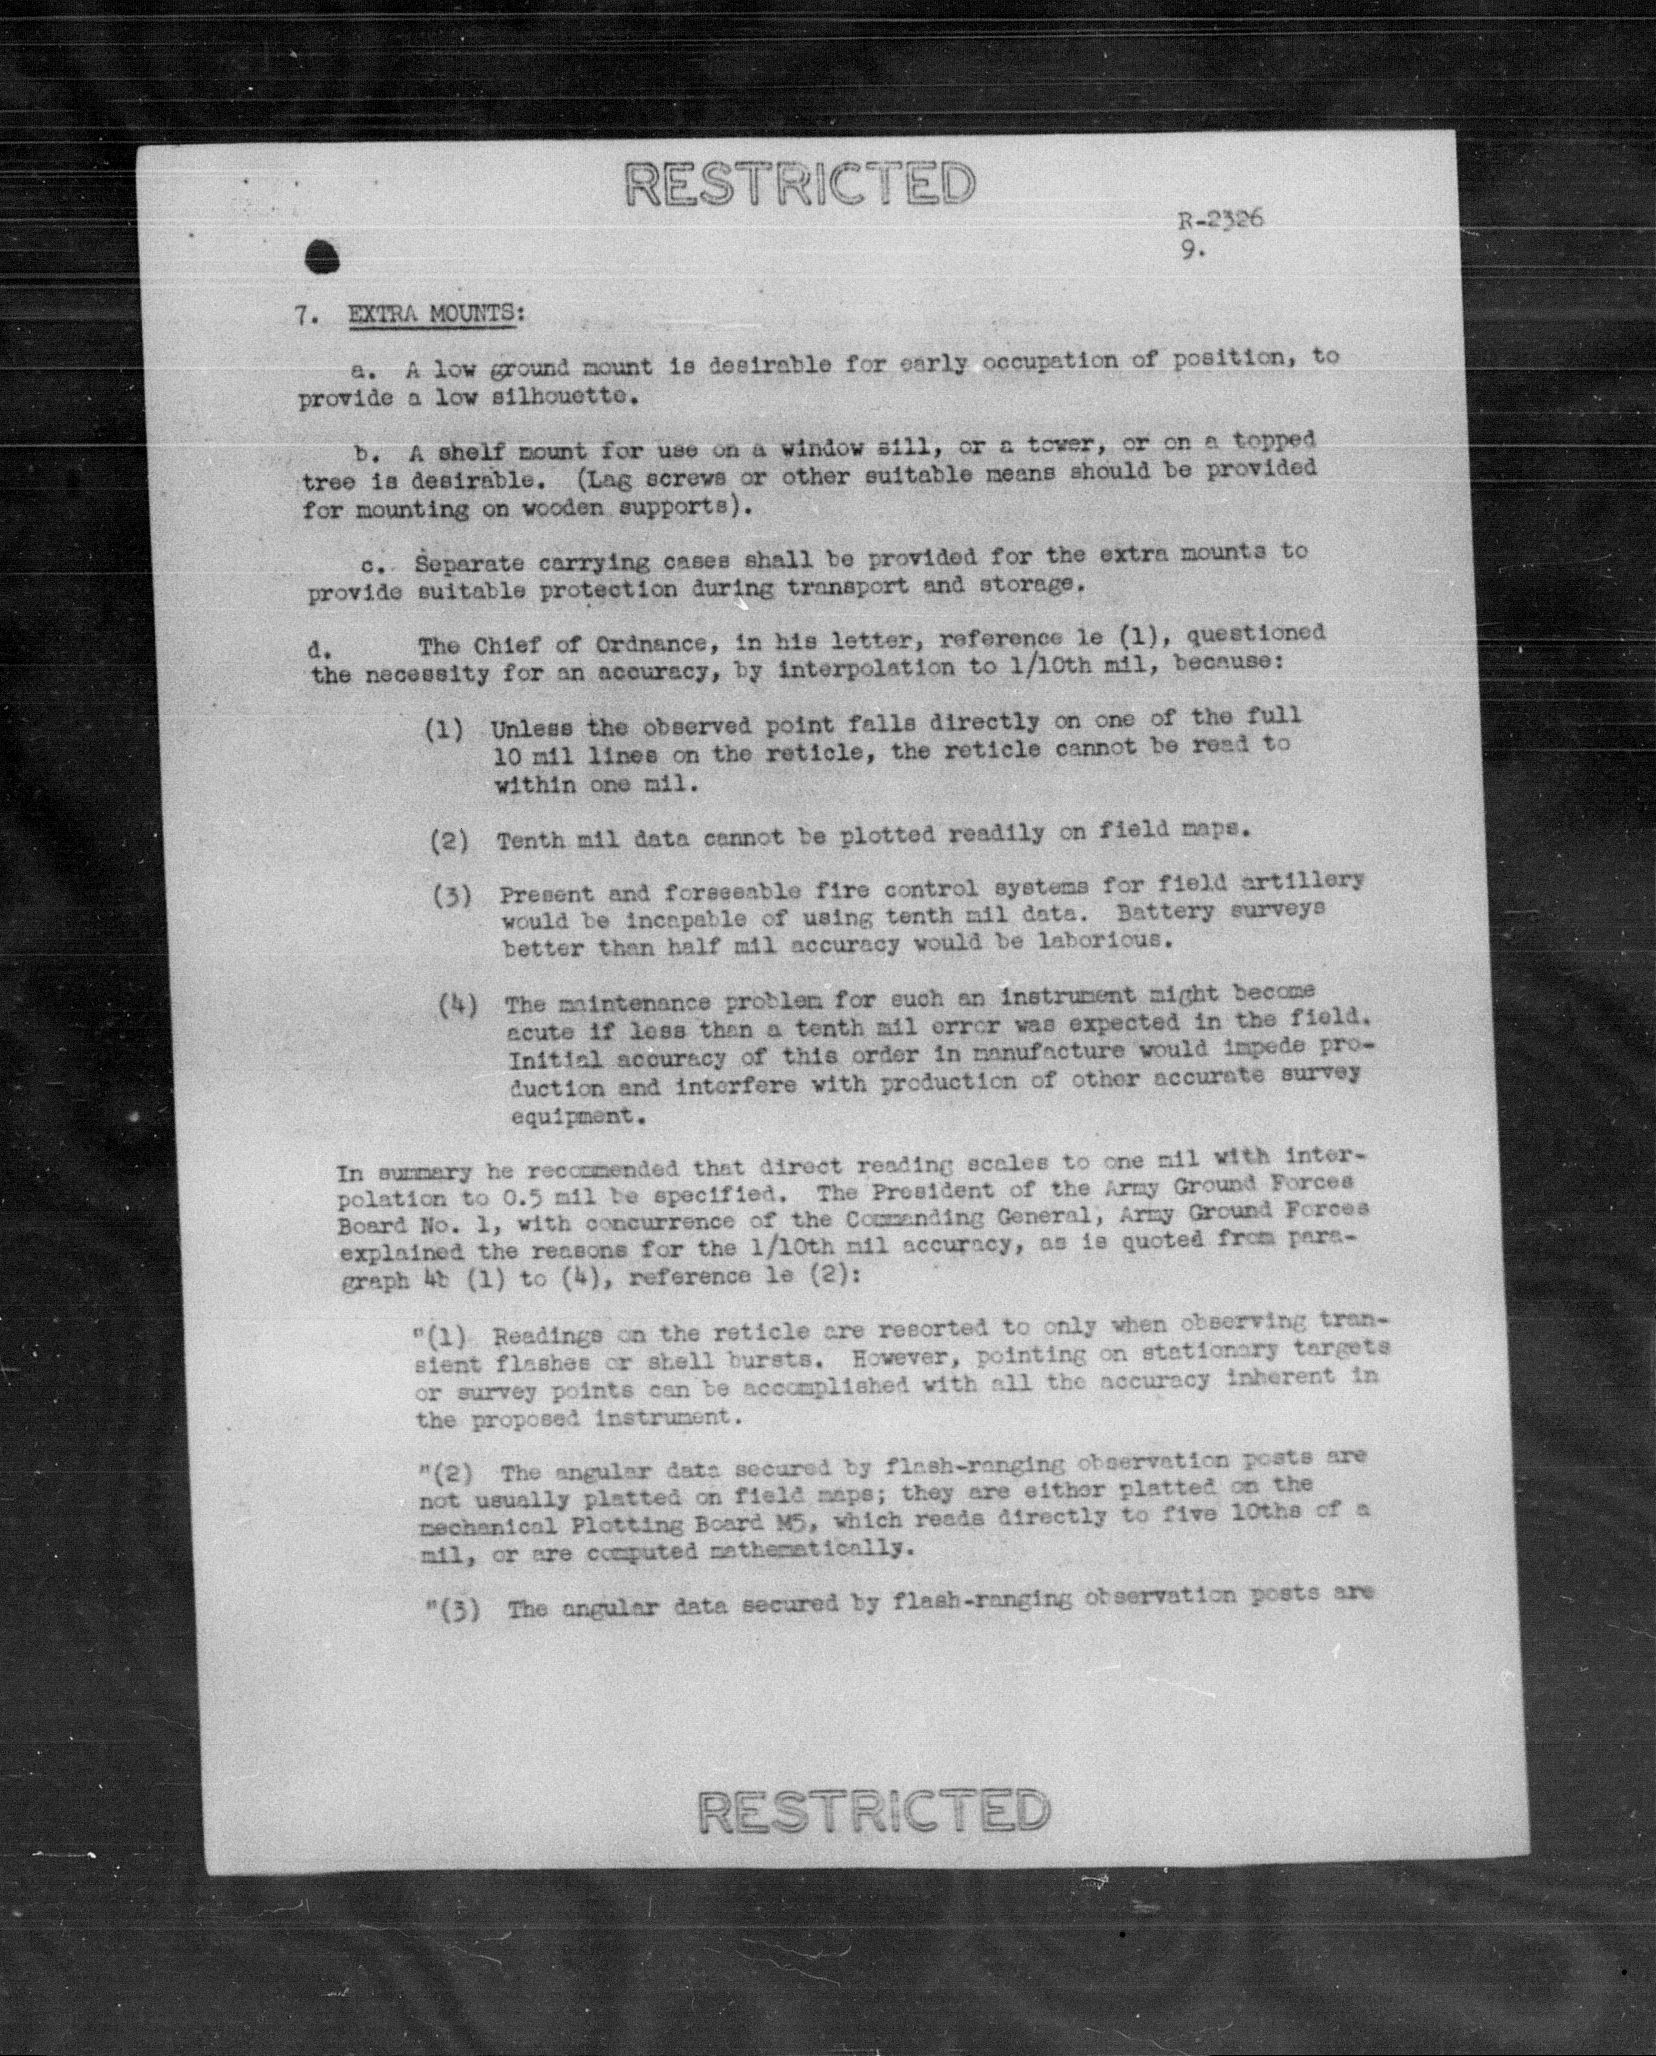 RESTRICTED
R-2326
9.
7. EXTRA MOUNTS:
a. A low ground mount is desirable for early occupation of position, to
provide a low silhouette.
b. A shelf mount for use on a window sill, or a tower, or on a topped
tree is desirable. (Lag screws or other suitable means should be provided
for mounting on wooden supports).
c. Separate carrying cases shall be provided for the extra mounts to
provide suitable protection during transport and storage.
d. The Chief of Ordnance, in his letter, reference 1e (1), questioned
the necessity for an accuracy, by interpolation to 1/10th mil, because:
(1) Unless the observed point falls directly on one of the full
10 mil lines on the reticle, the reticle cannot be read to
within one mil.
(2) Tenth mil data cannot be plotted readily on field maps.
(3) Present and forseeable fire control systems for field artillery
would be incapable of using tenth mil data. Battery surveys
better than half mil accuracy would be laborious.
(4) The maintenance problem for such an instrument might become
acute if less than a tenth mil error was expected in the field.
Initial accuracy of this order in manufacture would impede pro-
duction and interfere with production of other accurate survey
equipment.
In summary he recommended that direct reading scales to one mil with inter-
polation to 0.5 mil be specified. The President of the Army Ground Forces
Board No. 1, with concurrence of the Commanding General, Army Ground Forces
explained the reasons for the 1/10th mil accuracy, as is quoted from para-
graph 4b (1) to (4), reference 1e (2):
"(1) Readings on the reticle are resorted to only when observing tran-
sient flashes or shell bursts. However, pointing on stationary targets
or survey points can be accomplished with all the accuracy inherent in
the proposed instrument.
"(2) The angular data secured by flash-ranging observation posts are
not usually platted on field maps; they are either platted on the
mechanical Plotting Board M5, which reads directly to five 10ths of a
mil, or are computed mathematically.
"(3) The angular data secured by flash-ranging observation posts are
RESTRICTED